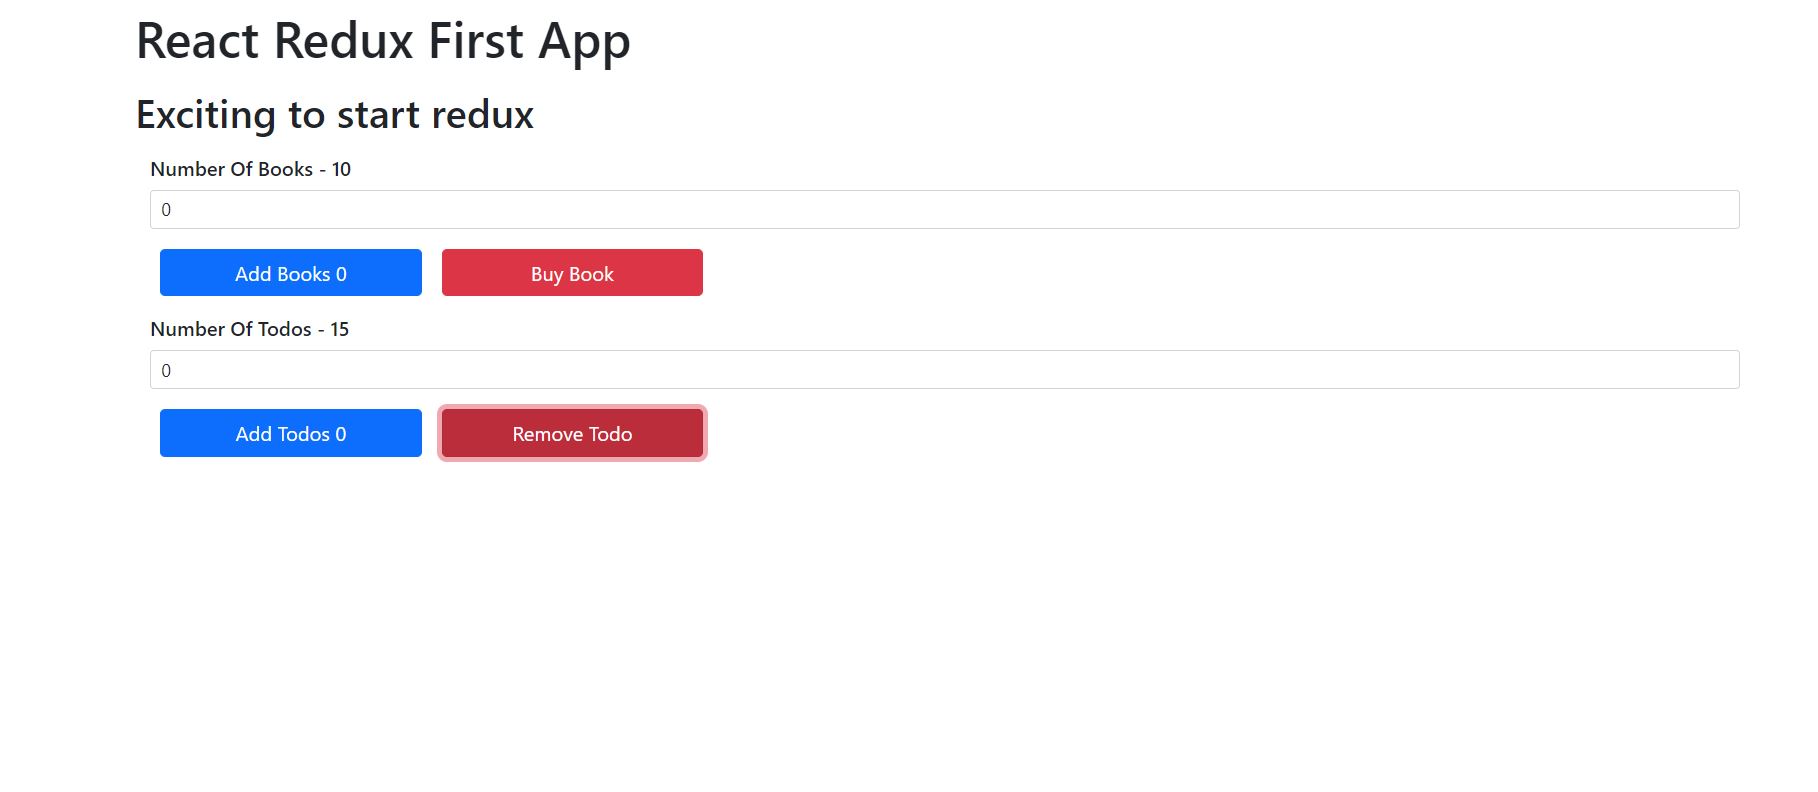 React Redux First App
Exciting to start redux
Number Of Books - 10
0
Add Books 0 Buy Book
Number Of Todos - 15
0
Add Todos 0 Remove Todo